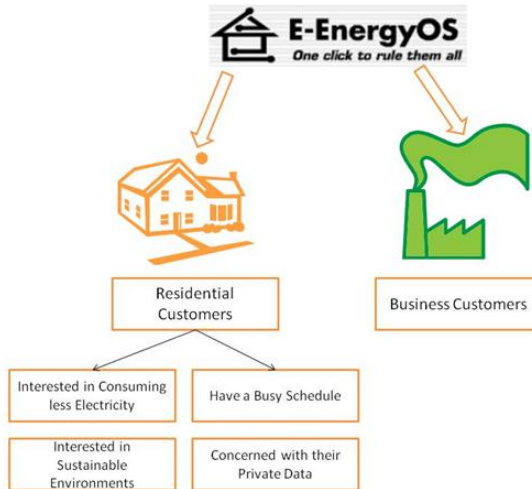 E-EnergyOS
One click to rule them all
Residential
Customers
Business Customers
Interested in Consuming
less Electricity
Have a Busy Schedule
Interested in
Sustainable
Environments
Concerned with their
Private Data